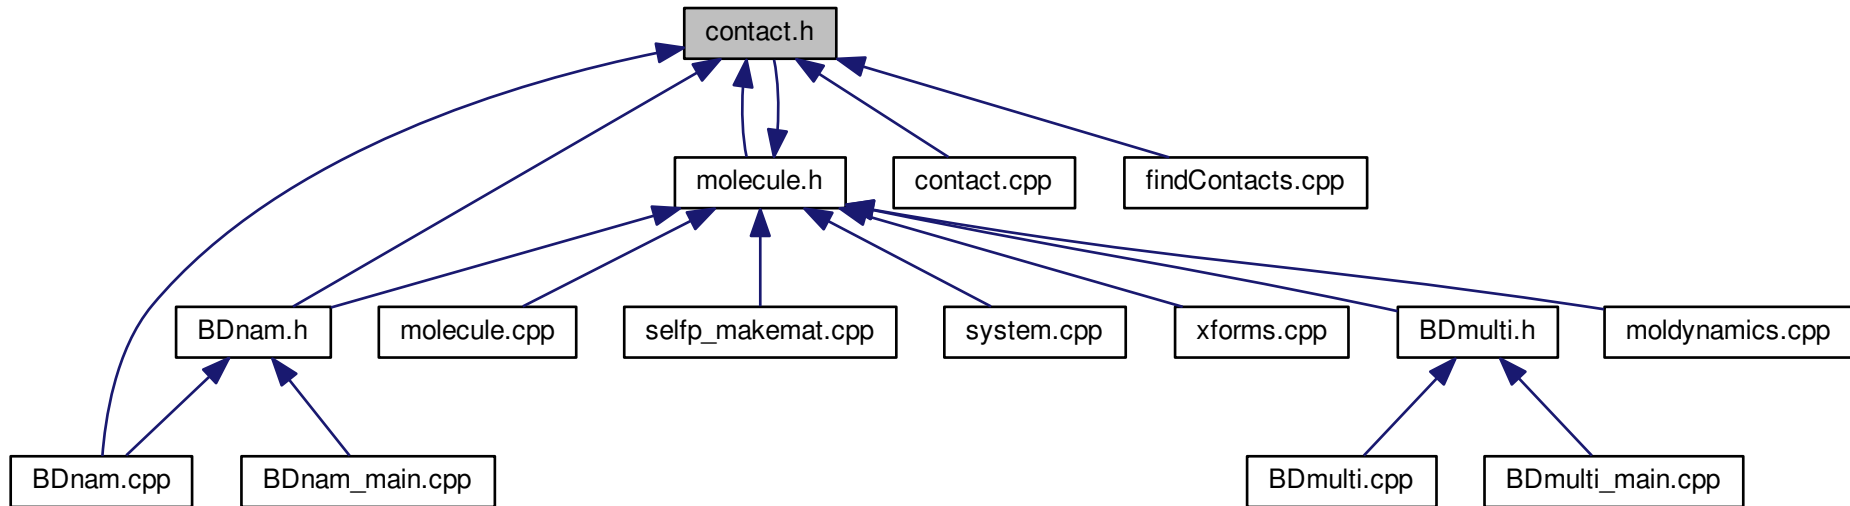 contact.h
molecule.h
contact.cpp
findContacts.cpp
BDnam.h
molecule.cpp
selfp_makemat.cpp
system.cpp
xforms.cpp
BDmulti.h
moldynamics.cpp
BDnam.cpp
BDnam_main.cpp
BDmulti.cpp
BDmulti_main.cpp